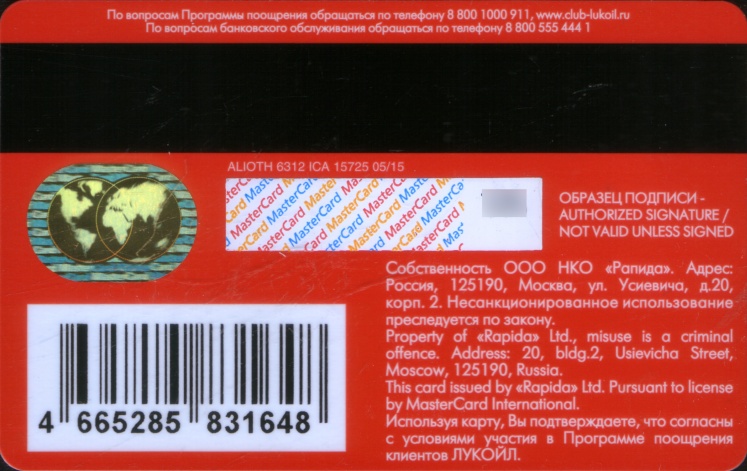 По вопросам Программы поощрения обращаться по телефону 8 800 1000 911, www.club-lukoil.ru
По вопросам банковского обслуживания обращаться по телефону 8 800 555 444 1
ALIOTH 6312 ICA 15725 05/15
MasterCard MasterCard MasterCard
ОБРАЗЕЦ ПОДПИСИ -
AUTHORIZED SIGNATURE /
NOT VALID UNLESS SIGNED
Собственность ООО НКО «Рапида». Адрес:
Россия, 125190, Москва, ул. Усиевича, д.20,
корп. 2. Несанкционированное использование
преследуется по закону.
Property of «Rapida» Ltd., misuse is a criminal
offence. Address: 20, bldg.2, Usievicha Street,
Moscow, 125190, Russia.
This card issued by «Rapida» Ltd. Pursuant to license
by MasterCard International.
Используя карту, Вы подтверждаете, что согласны
с условиями участия в Программе поощрения
клиентов ЛУКОЙЛ.
4 665285 831648